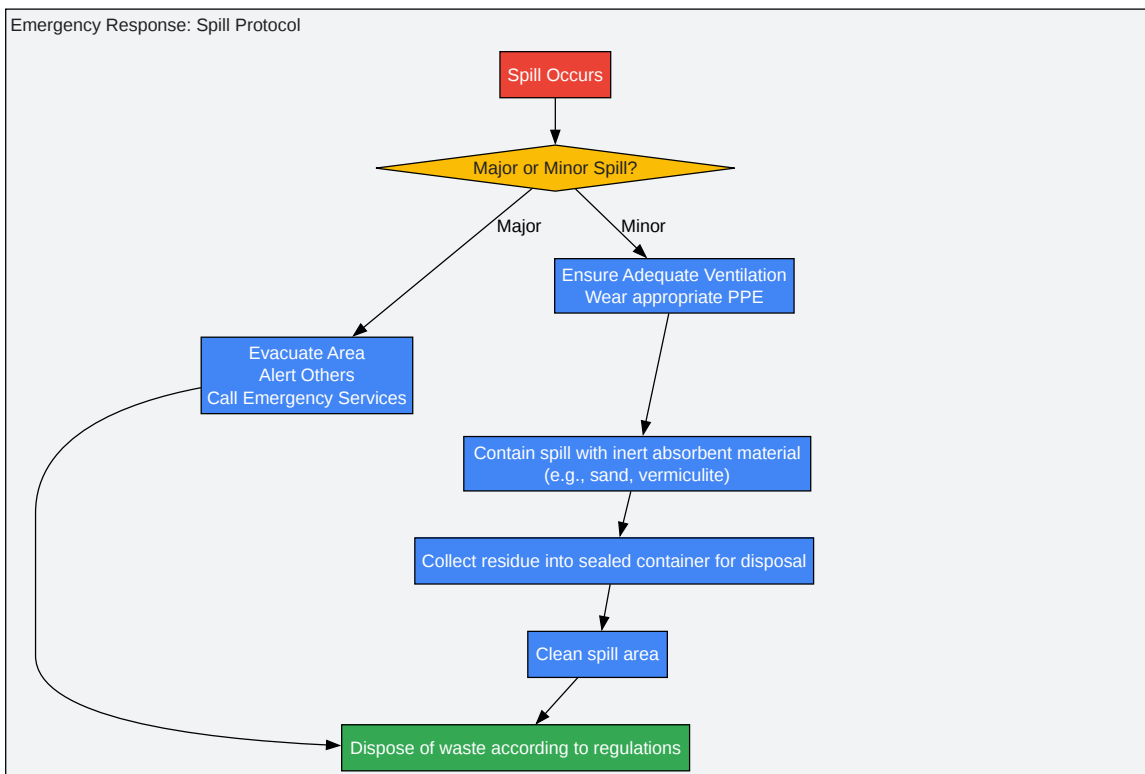 Emergency Response: Spill Protocol
Spill Occurs
Major or Minor Spill?
Major
Minor
Ensure Adequate Ventilation
Wear appropriate PPE
Evacuate Area
Alert Others
Call Emergency Services
Contain spill with inert absorbent material
(e.g., sand, vermiculite)
Collect residue into sealed container for disposal
Clean spill area
Dispose of waste according to regulations